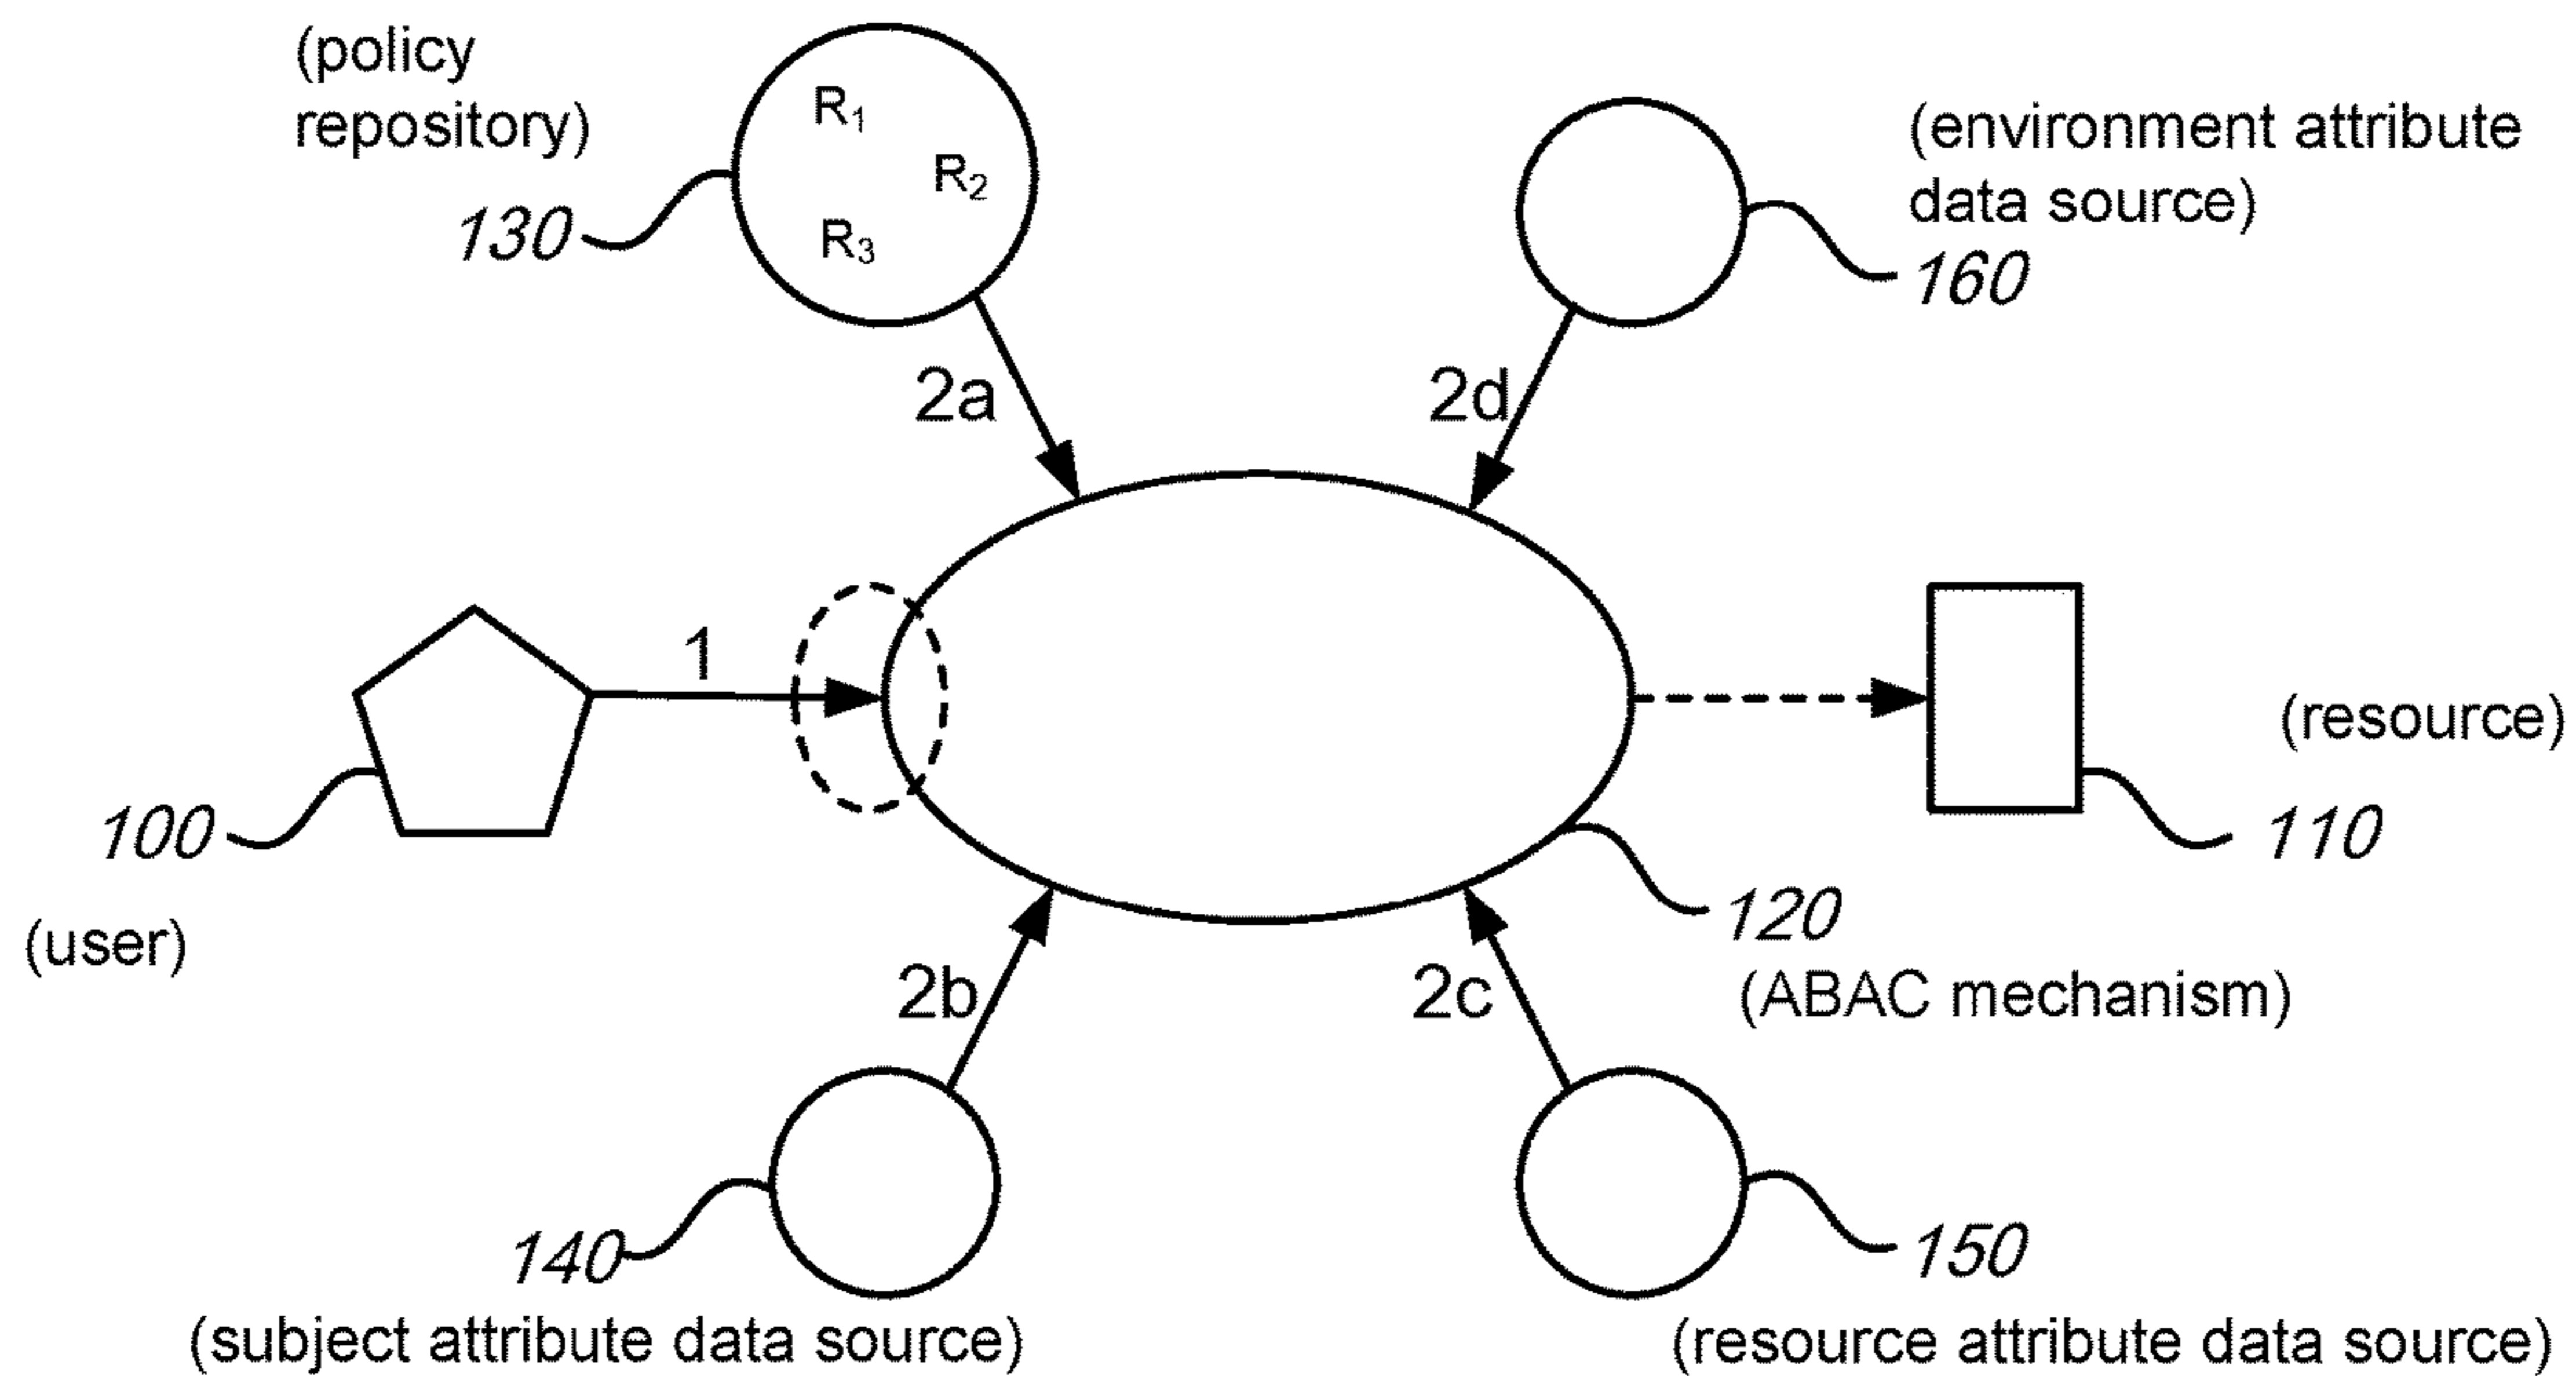 (policy
repository)
130
R1
R2
R3
(environment attribute
data source)
160
2a
2d
1
100
(user)
(resource)
110
120
(ABAC mechanism)
2b
2c
140
(subject attribute data source)
150
(resource attribute data source)